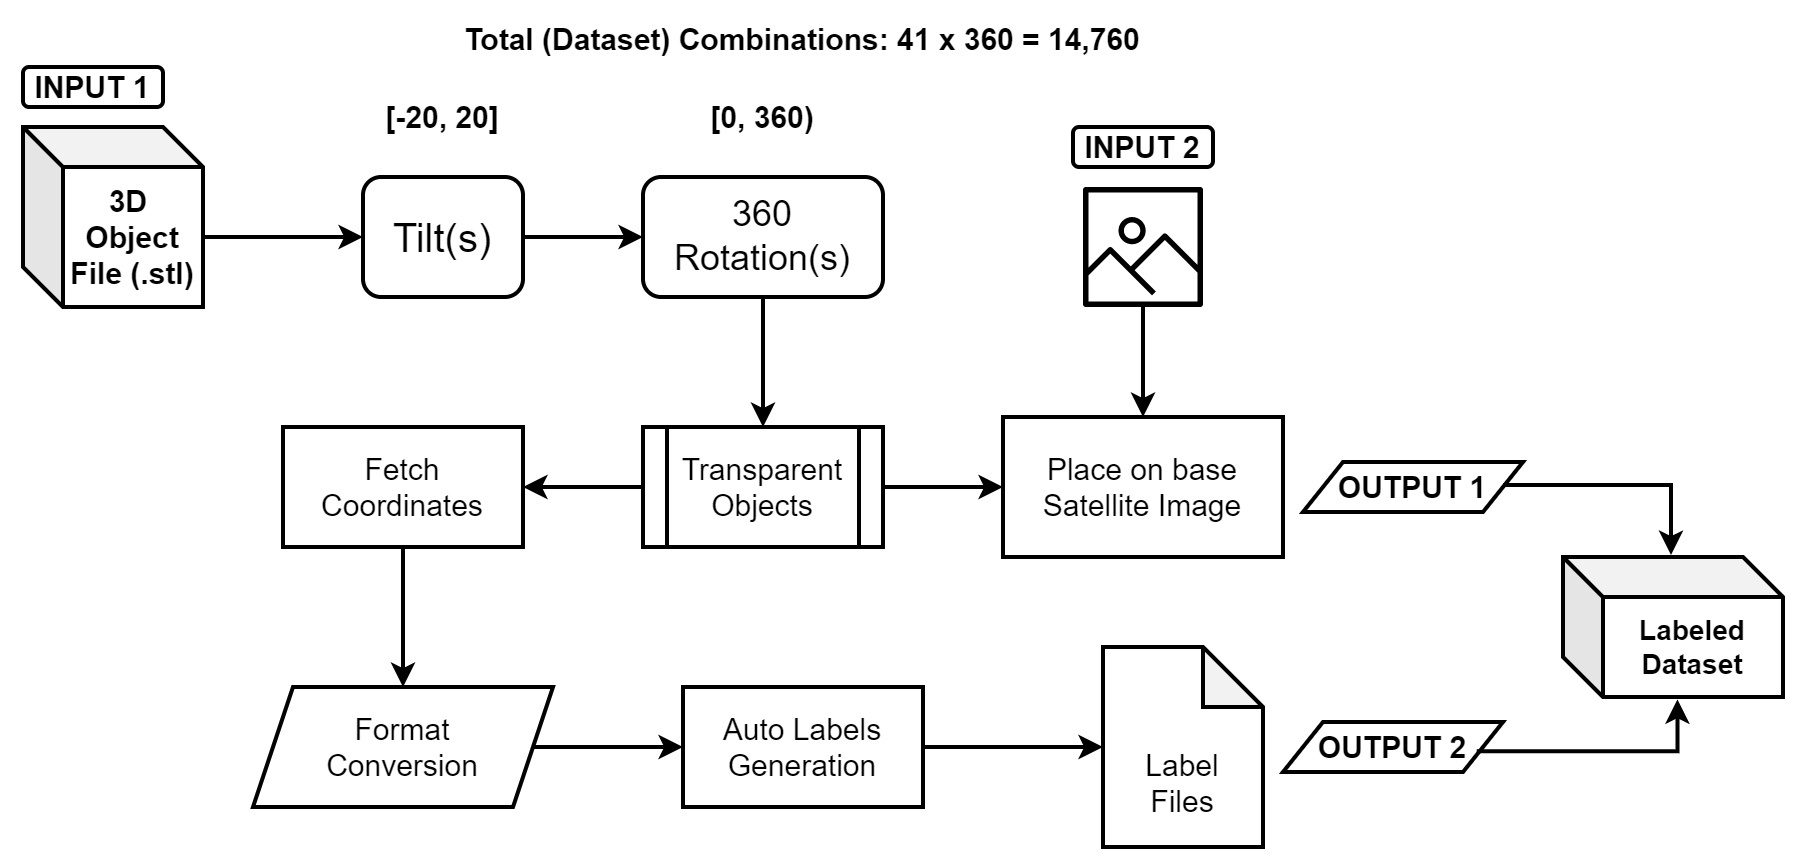 Total (Dataset) Combinations: 41 x 360 = 14,760
INPUT 1
[-20, 20]
[0, 360)
INPUT 2
3D
Object
File (.stl)
Tilt(s)
360
Rotation(s)
Fetch
Coordinates
Transparent
Objects
Place on base
Satellite Image
OUTPUT 1
Labeled
Dataset
Format
Conversion
Auto Labels
Generation
Label
Files
OUTPUT 2